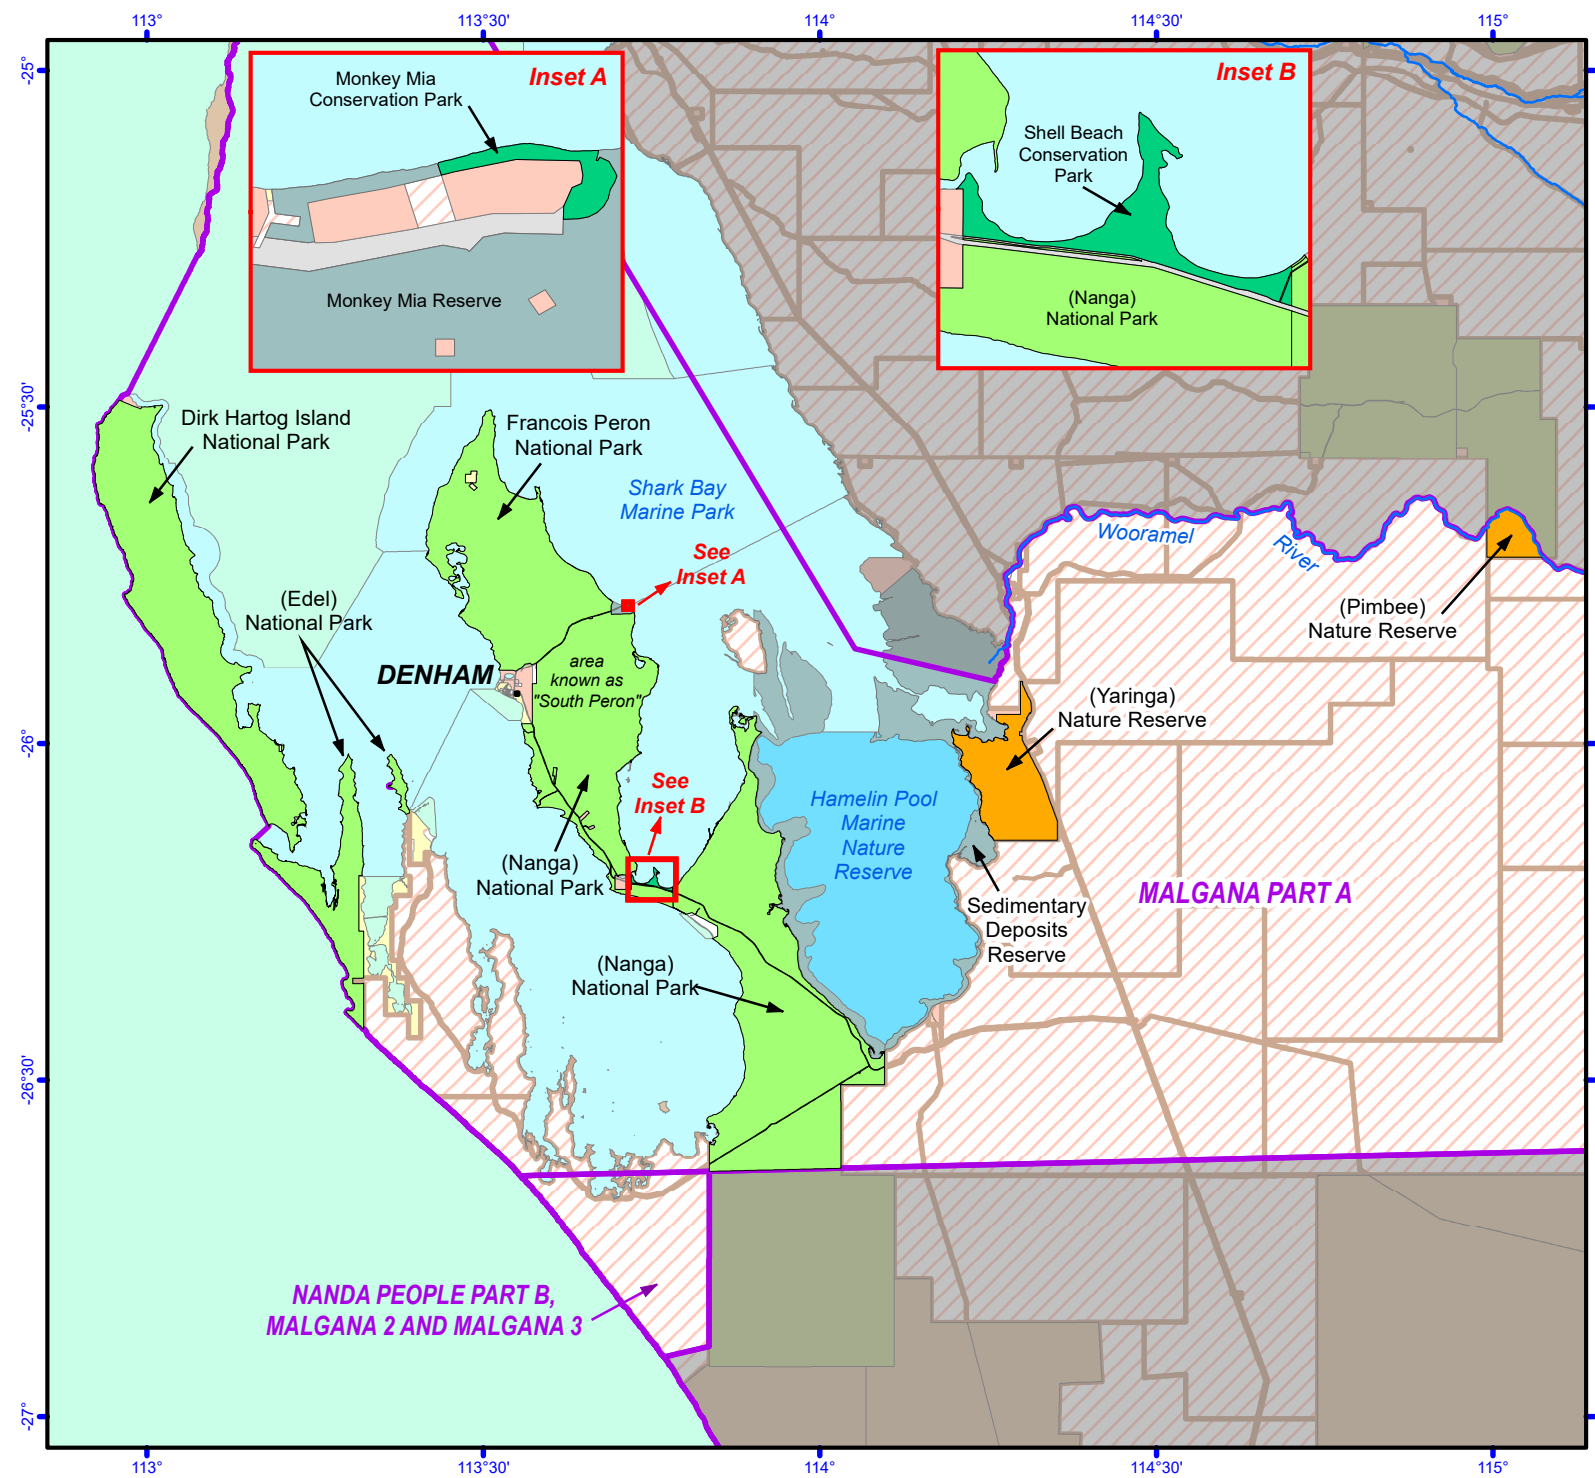 113°
113°30'
114°
114°30'
115°
-25°
-25°30'
-26°
-26°30'
-27°
Inset A
Monkey Mia
Conservation Park
Monkey Mia Reserve
Inset B
Shell Beach
Conservation
Park
(Nanga)
National Park
Dirk Hartog Island
National Park
Francois Peron
National Park
Shark Bay
Marine Park
See
Inset A
Wooramel
River
(Pimbee)
Nature Reserve
(Edel)
National Park
DENHAM
area
known as
"South Peron"
(Yaringa)
Nature Reserve
See
Inset B
Hamelin Pool
Marine
Nature
Reserve
(Nanga)
National Park
MALGANA PART A
Sedimentary
Deposits
Reserve
(Nanga)
National Park
NANDA PEOPLE PART B,
MALGANA 2 AND MALGANA 3
113°
113°30'
114°
114°30'
115°